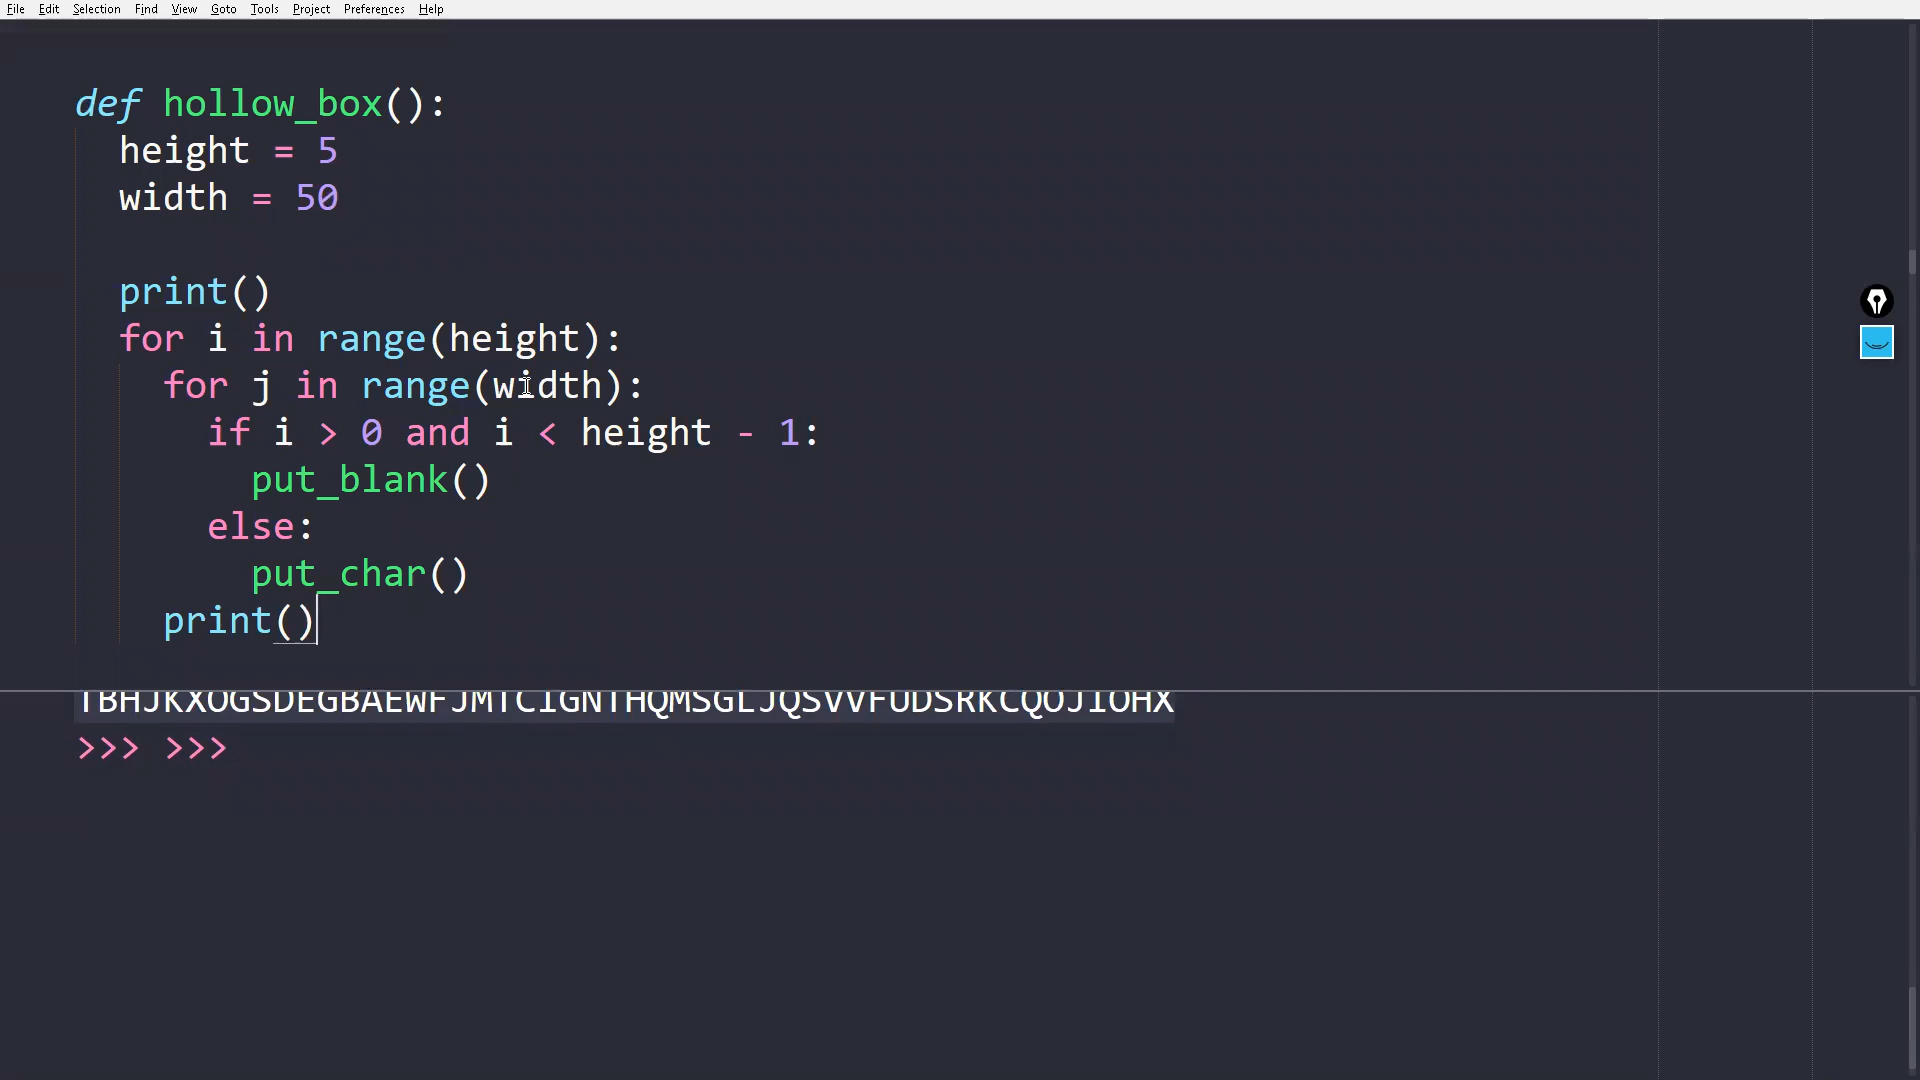 File Edit Selection Find View Goto Tools Project Preferences Help
def hollow_box():
  height = 5
  width = 50
  print()
  for i in range(height):
    for j in range(width):
      if i > 0 and i < height - 1:
        put_blank()
      else:
        put_char()
    print()
TBHJKXOGSDEGBAEWFJMTCIGNTHQMSGLJQSVVFUDSRKCQOJIOHX
>>> >>>